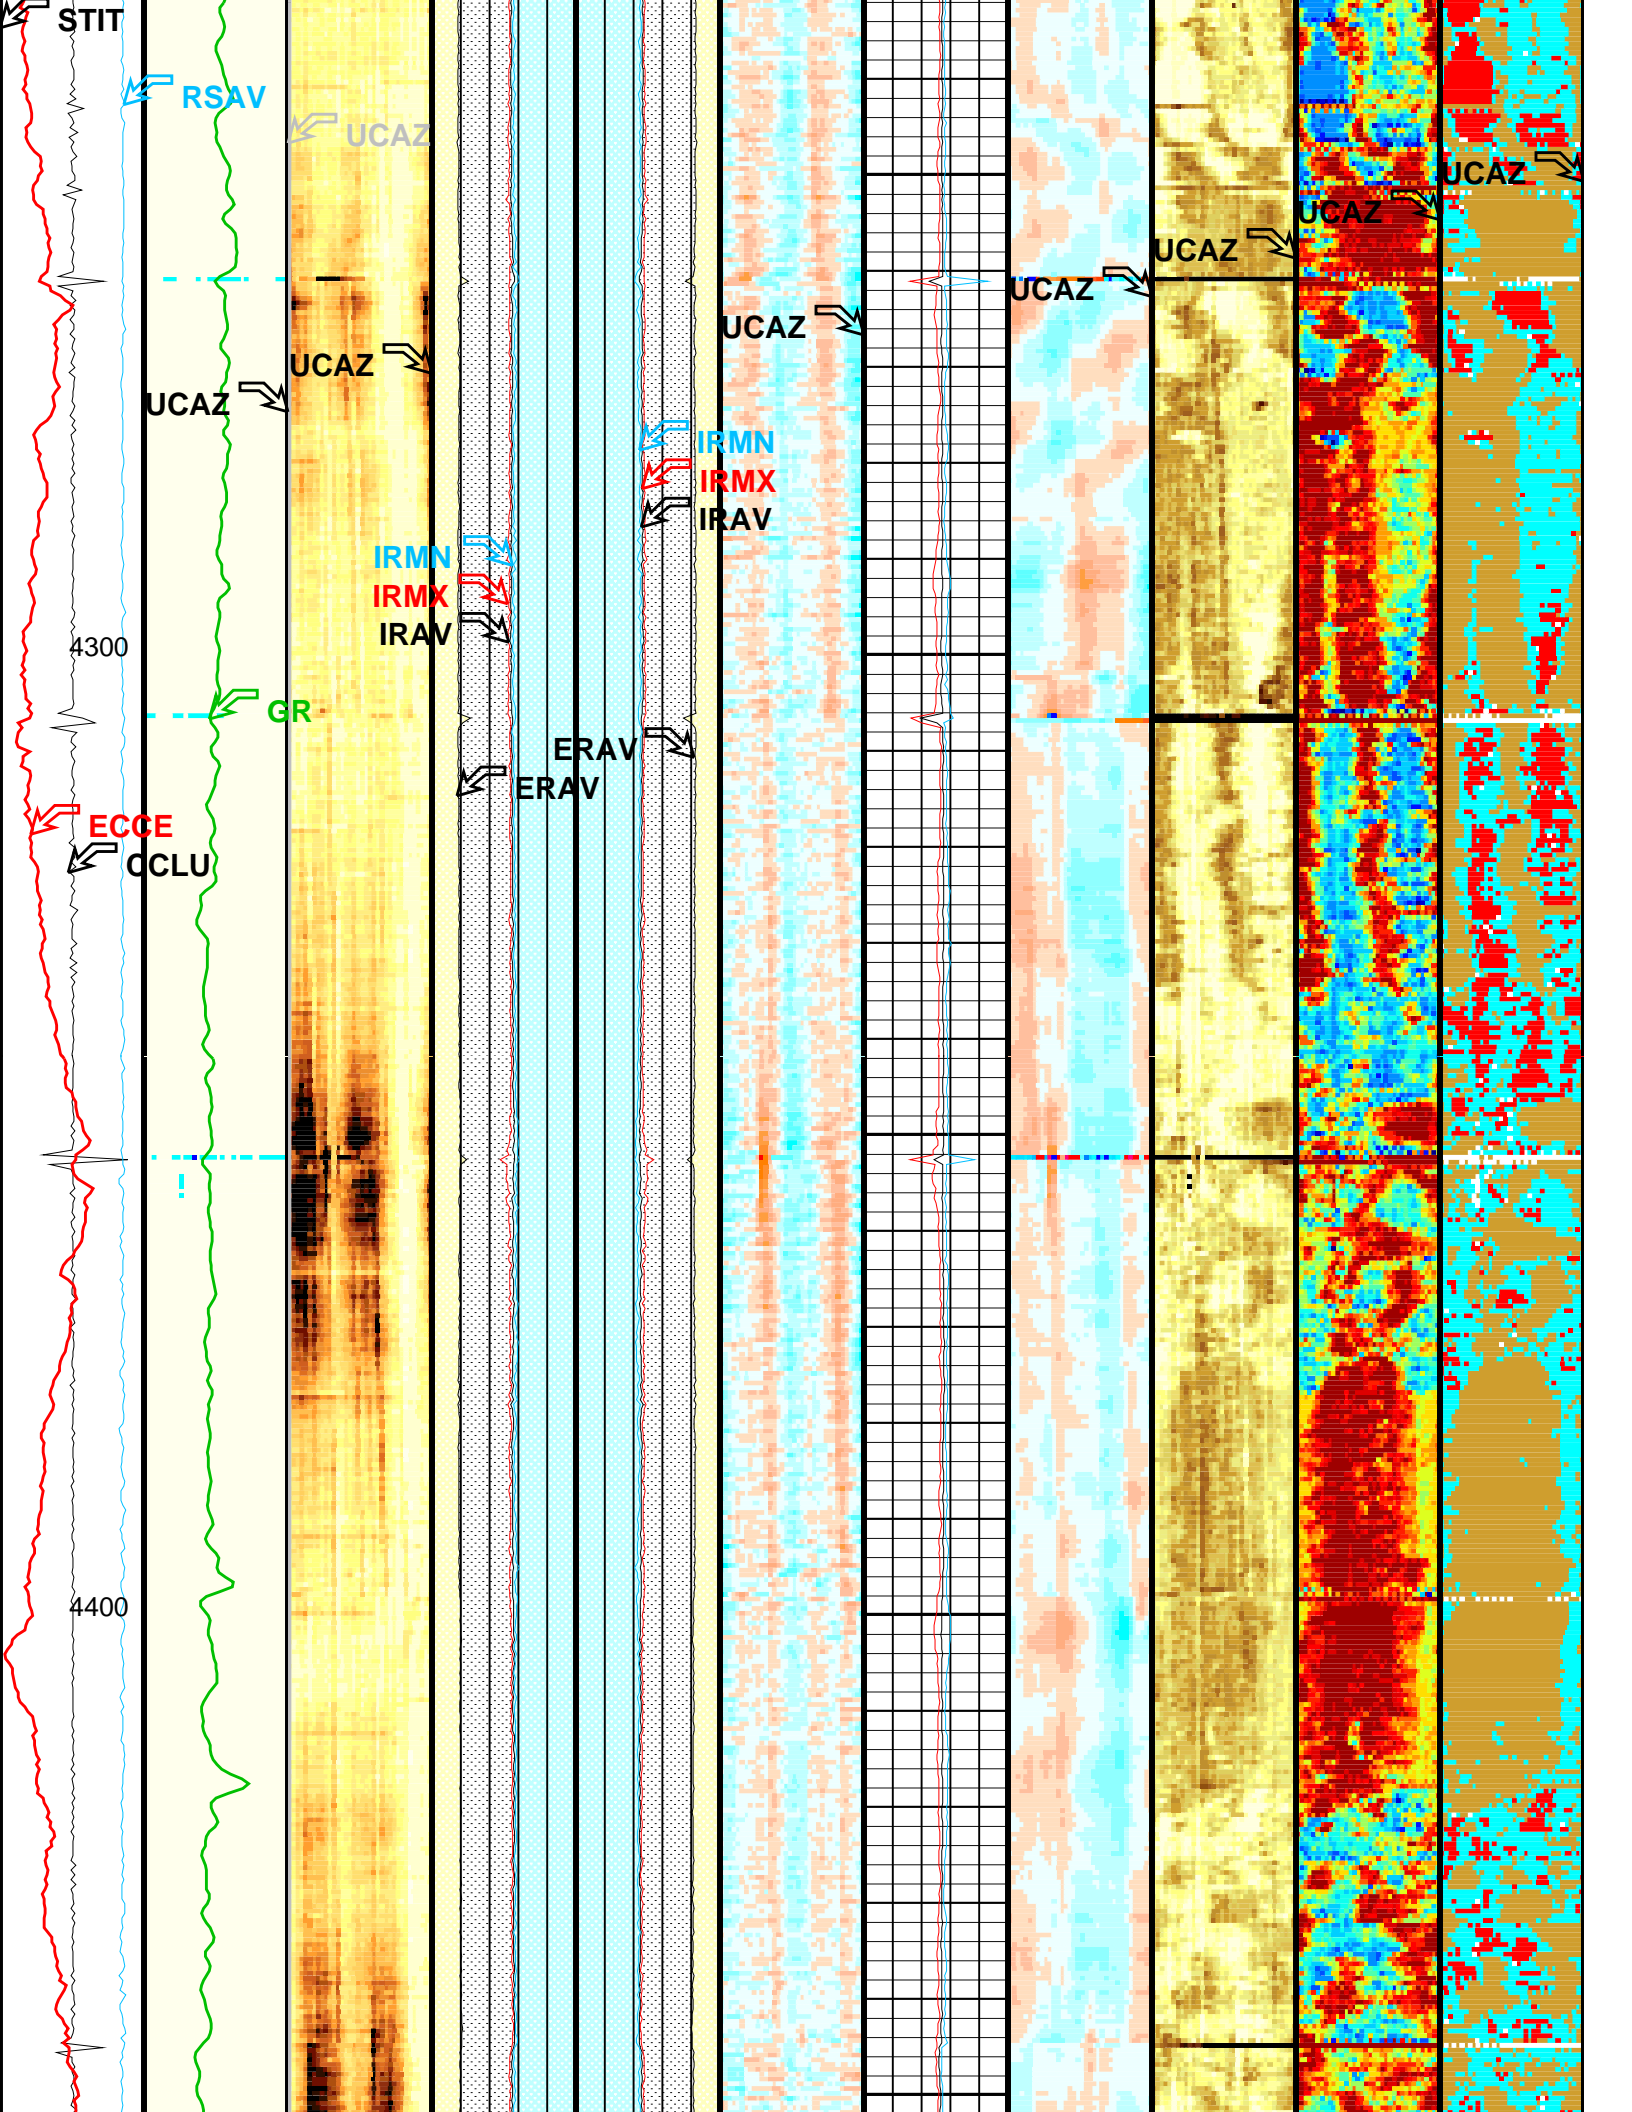 STIT
RSAV
UCAZ
UCAZ
UCAZ
UCAZ
UCAZ
UCAZ
UCAZ
UCAZ
UCAZ
IRMN
IRMX
IRAV
IRMN
IRMX
IRAV
4300
GR
ERAV
ERAV
ECCE
CCLU
4400